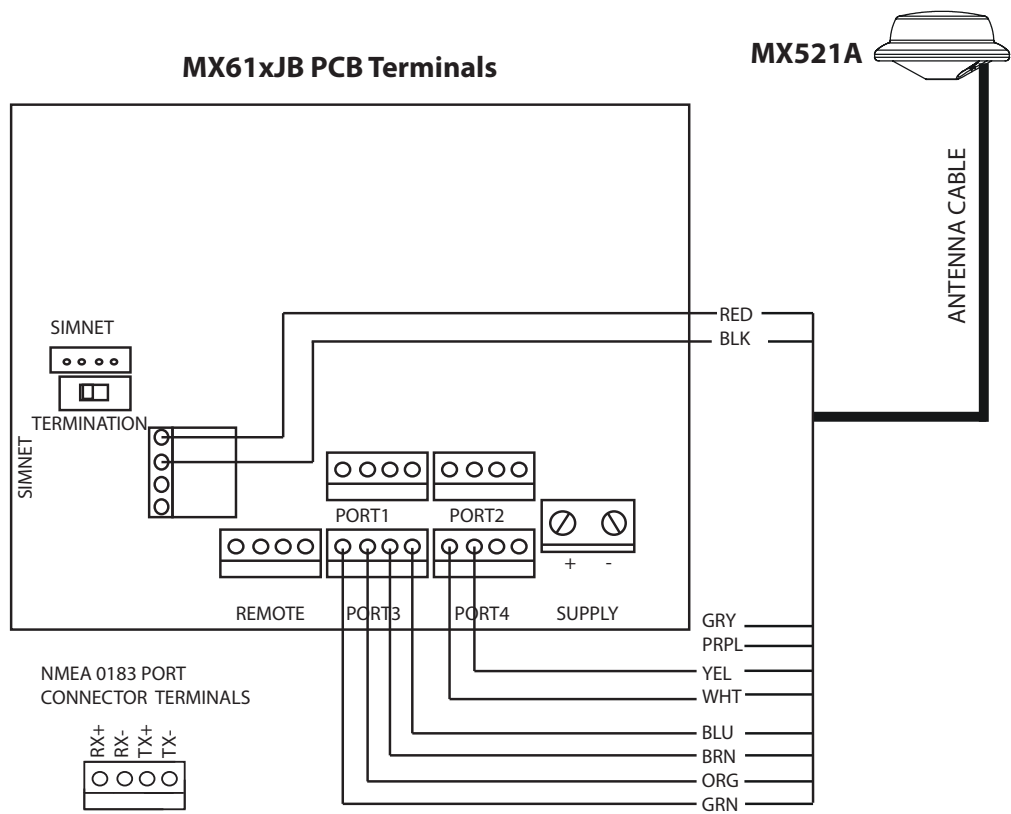 MX61xJB PCB Terminals
MX521A
ANTENNA CABLE
RED
BLK
SIMNET
TERMINATION
SIMNET
PORT1
PORT2
+ -
REMOTE
PORT3
PORT4
SUPPLY
GRY
PRPL
YEL
WHT
BLU
BRN
ORG
GRN
NMEA 0183 PORT
CONNECTOR TERMINALS
RX+
RX-
TX+
TX-